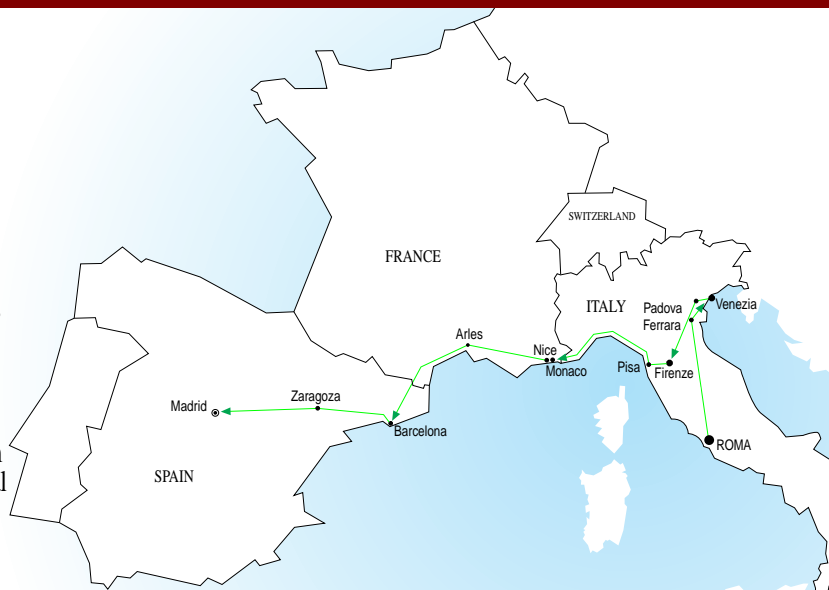 SWITZERLAND
FRANCE
ITALY
Padova
Venezia
Ferrara
Arles
Nice
Monaco
Pisa
Firenze
Zaragoza
Madrid
Barcelona
ROMA
SPAIN